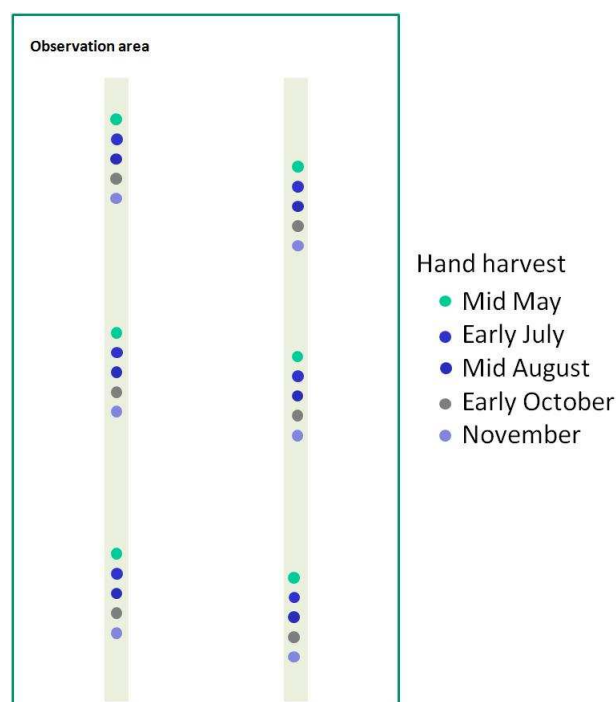 Observation area
Hand harvest
Mid May
Early July
Mid August
Early October
November